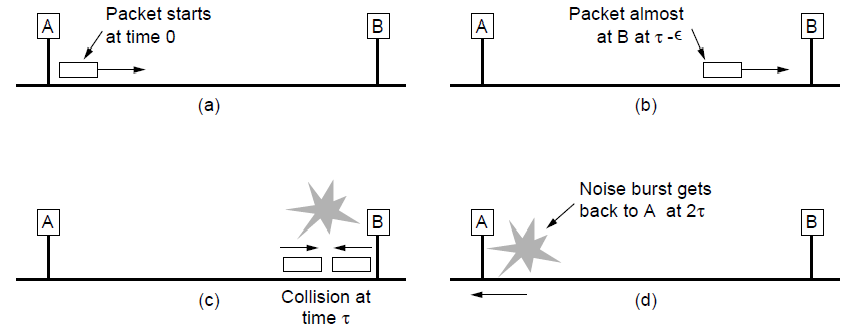 A
Packet starts
at time 0
B
(a)
A
Packet almost
at B at τ -ϵ
B
(b)
A
B
(c)
Collision at
time τ
A
Noise burst gets
back to A at 2τ
B
(d)